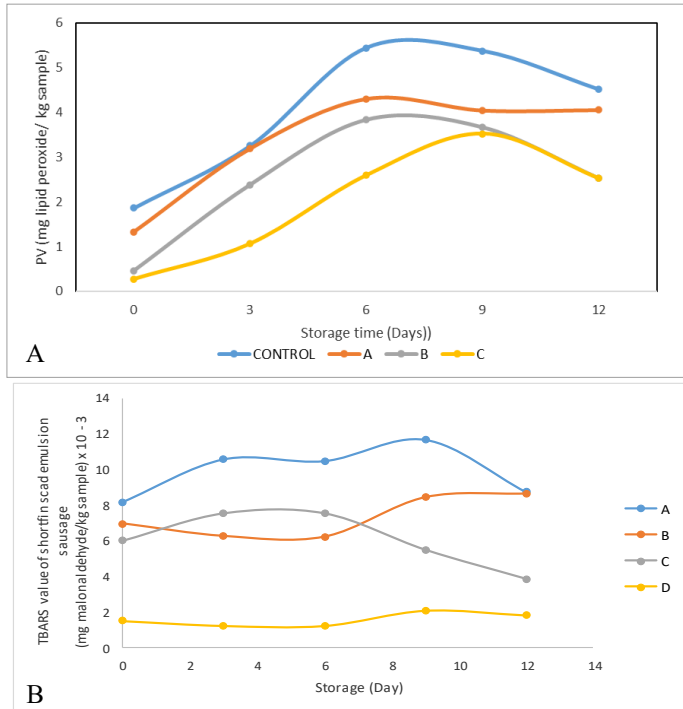 6
5
4
3
2
1
0
PV (mg lipid peroxide/ kg sample)
0 3 6 9 12
Storage time (Days))
A
CONTROL A B C
14
12
10
8
6
4
2
0
TBARS value of shortfin scad emulsion
sausage
(mg malonaldehyde/kg sample) x 10 - 3
A
B
C
D
0 2 4 6 8 10 12 14
Storage (Day)
B